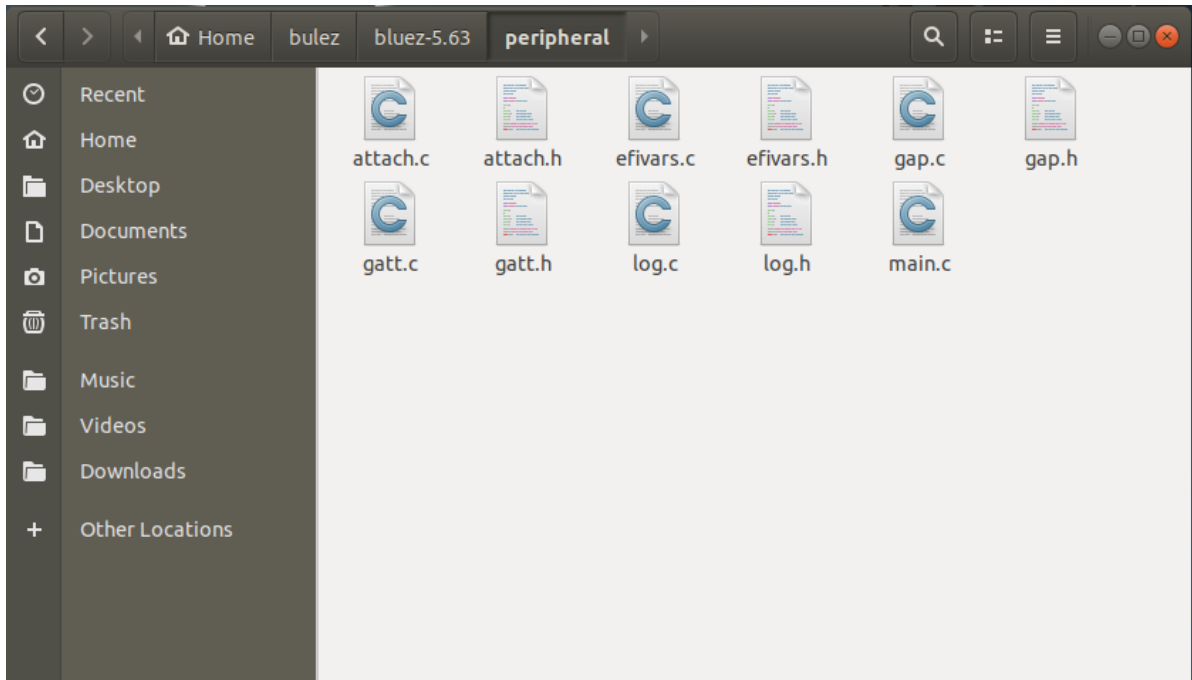 Home bulez bluez-5.63 peripheral
Recent
Home
Desktop
Documents
Pictures
Trash
Music
Videos
Downloads
Other Locations
attach.c attach.h efivars.c efivars.h gap.c gap.h
gatt.c gatt.h log.c log.h main.c